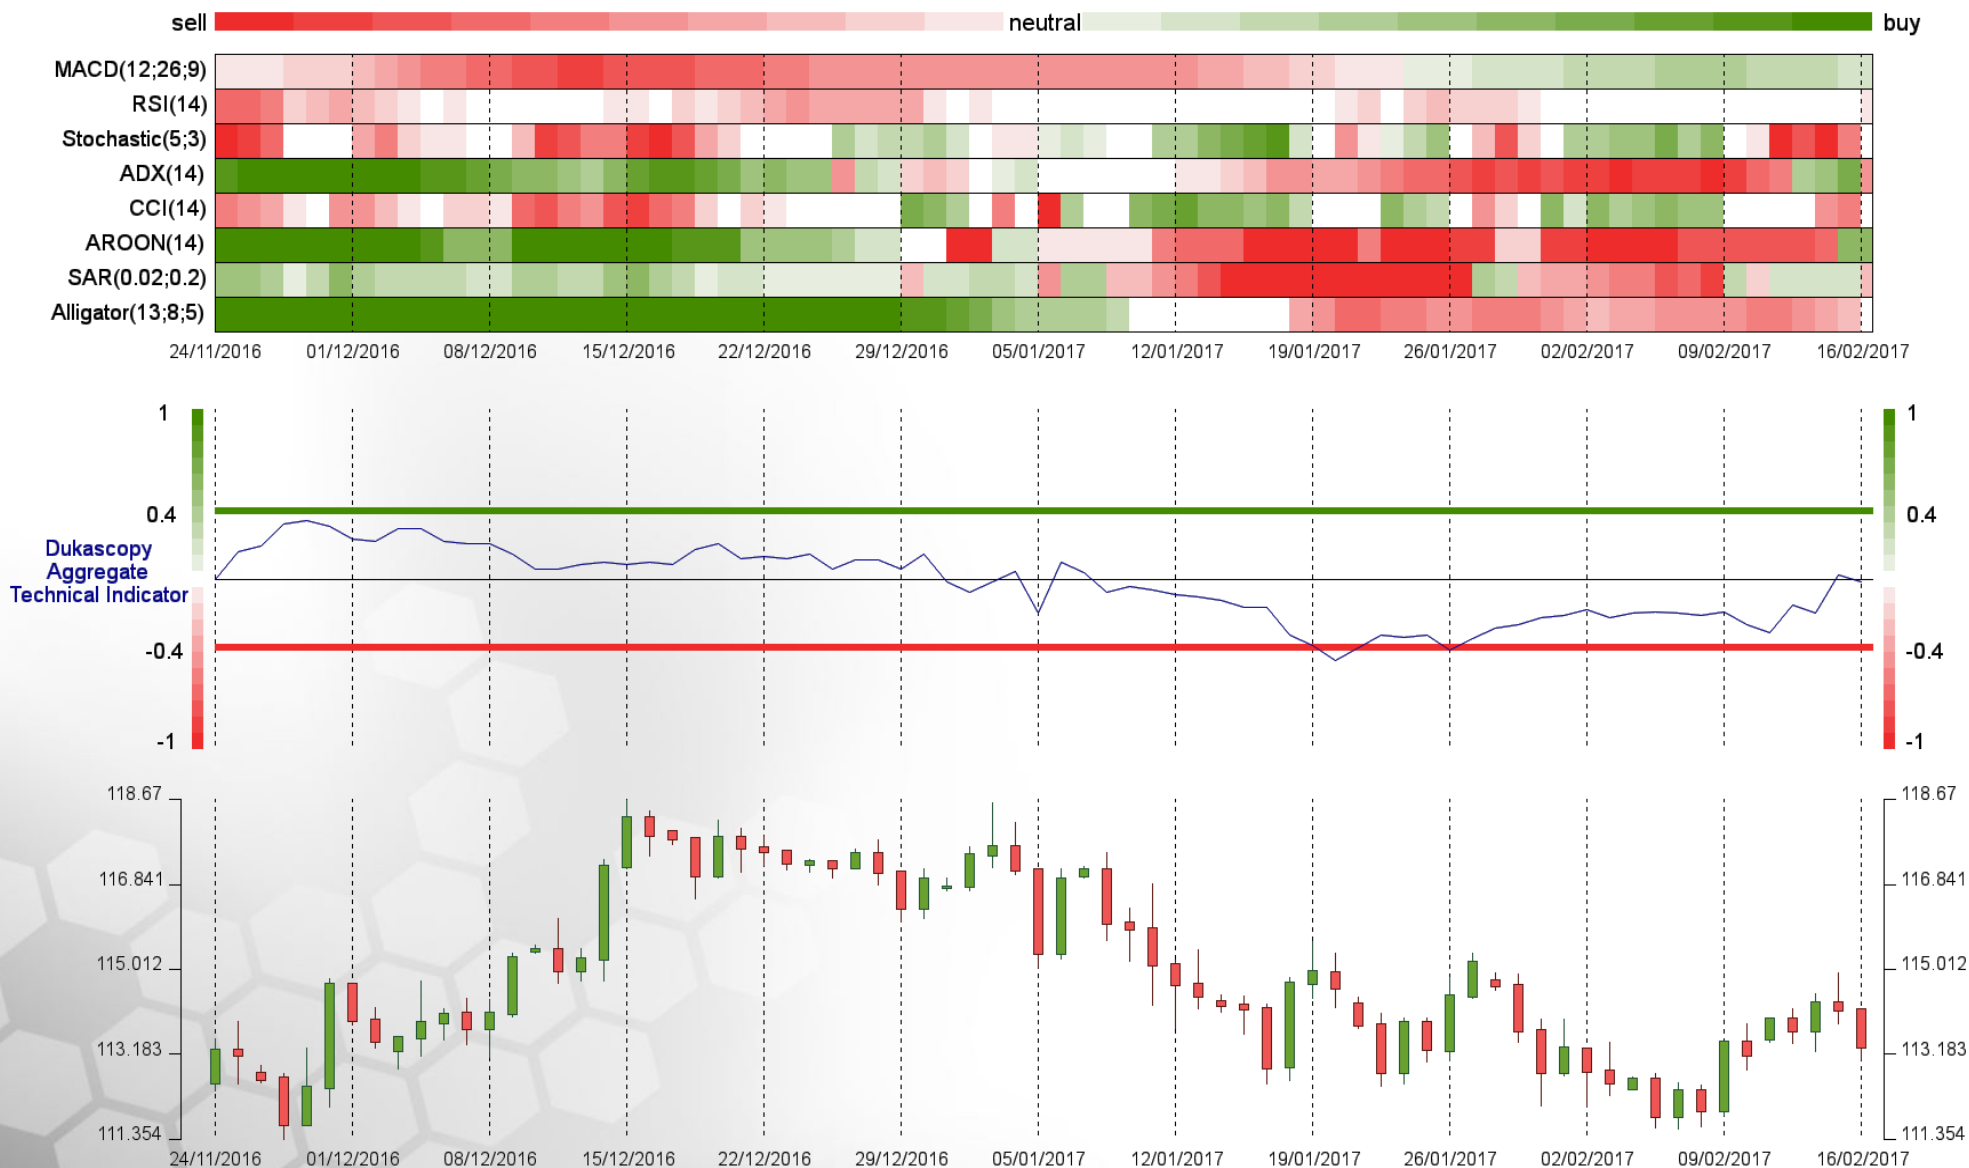 sell neutral buy
MACD(12;26;9)
RSI(14)
Stochastic(5;3)
ADX(14)
CCI(14)
AROON(14)
SAR(0.02;0.2)
Alligator(13;8;5)
24/11/2016 01/12/2016 08/12/2016 15/12/2016 22/12/2016 29/12/2016 05/01/2017 12/01/2017 19/01/2017 26/01/2017 02/02/2017 09/02/2017 16/02/2017
1 1
0.4 0.4
Dukascopy
Aggregate
Technical Indicator
-0.4 -0.4
-1 -1
118.67 118.67
116.841 116.841
115.012 115.012
113.183 113.183
111.354 111.354
24/11/2016 01/12/2016 08/12/2016 15/12/2016 22/12/2016 29/12/2016 05/01/2017 12/01/2017 19/01/2017 26/01/2017 02/02/2017 09/02/2017 16/02/2017